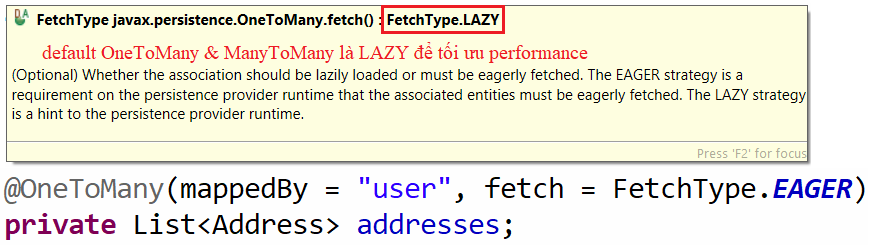 FetchType javax.persistence.OneToMany.fetch() : FetchType.LAZY
default OneToMany & ManyToMany là LAZY để tối ưu performance
(Optional) Whether the association should be lazily loaded or must be eagerly fetched. The EAGER strategy is a
requirement on the persistence provider runtime that the associated entities must be eagerly fetched. The LAZY strategy
is a hint to the persistence provider runtime.
Press 'F2' for focus
@OneToMany(mappedBy = "user", fetch = FetchType.EAGER)
private List<Address> addresses;